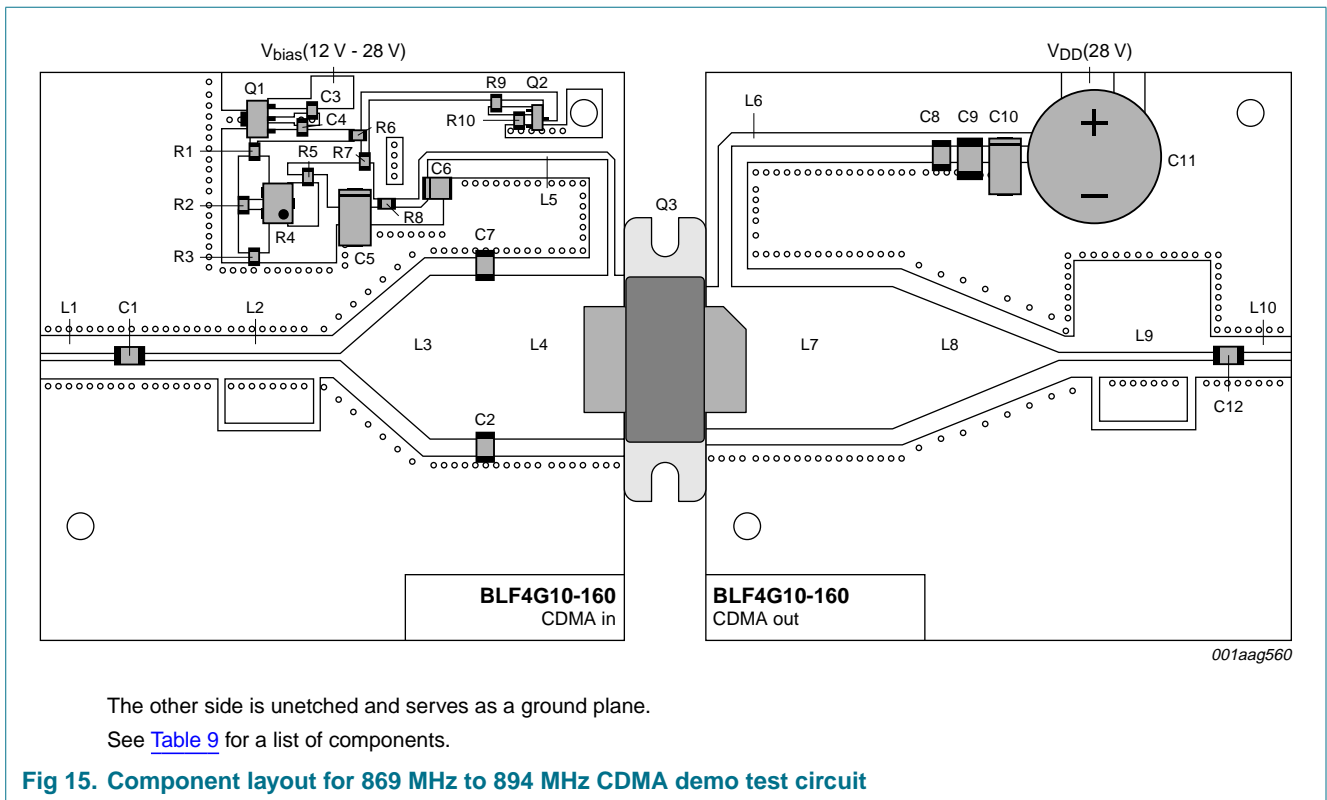 Vbias(12 V - 28 V)
VDD(28 V)
Q1
C3
C4
R9
Q2
R10
R6
R7
R1
R5
C6
R2
R4
R8
L5
R3
C5
C7
Q3
L6
C8
C9
C10
C11
L1
C1
L2
L3
L4
L7
L8
L9
L10
C2
C12
BLF4G10-160
CDMA in
BLF4G10-160
CDMA out
001aag560
The other side is unetched and serves as a ground plane.
See Table 9 for a list of components.
Fig 15. Component layout for 869 MHz to 894 MHz CDMA demo test circuit